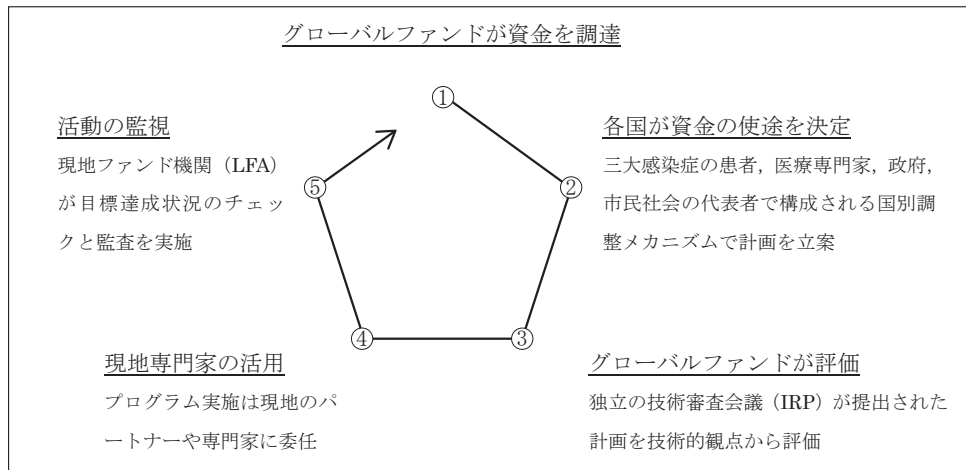 グローバルファンドが資金を調達
①
活動の監視
現地ファンド機関（LFA）
が目標達成状況のチェッ
クと監査を実施
各国が資金の使途を決定
三大感染症の患者，医療専門家，政府，
市民社会の代表者で構成される国別調
整メカニズムで計画を立案
⑤
②
④
③
現地専門家の活用
プログラム実施は現地のパ
ートナーや専門家に委任
グローバルファンドが評価
独立の技術審査会議（IRP）が提出された
計画を技術的観点から評価